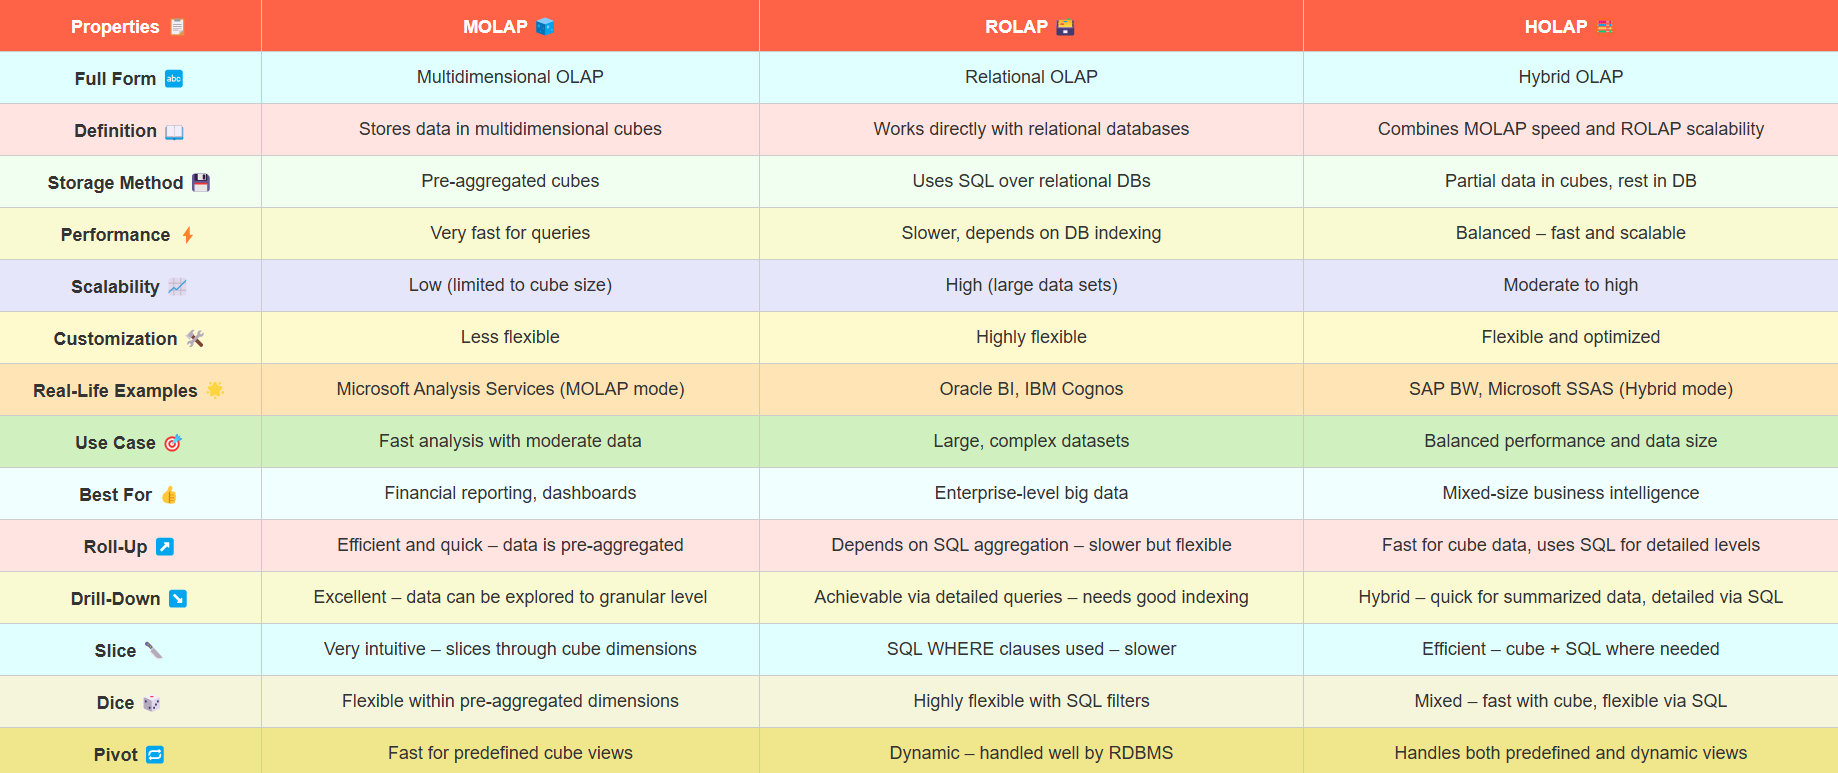 Properties 📋 MOLAP 🧊 ROLAP 🗃️ HOLAP
Full Form 🔤 Multidimensional OLAP Relational OLAP Hybrid OLAP
Definition 📖 Stores data in multidimensional cubes Works directly with relational databases Combines MOLAP speed and ROLAP scalability
Storage Method 💾 Pre-aggregated cubes Uses SQL over relational DBs Partial data in cubes, rest in DB
Performance ⚡ Very fast for queries Slower, depends on DB indexing Balanced – fast and scalable
Scalability 📈 Low (limited to cube size) High (large data sets) Moderate to high
Customization 🛠️ Less flexible Highly flexible Flexible and optimized
Real-Life Examples 🌟 Microsoft Analysis Services (MOLAP mode) Oracle BI, IBM Cognos SAP BW, Microsoft SSAS (Hybrid mode)
Use Case 🎯 Fast analysis with moderate data Large, complex datasets Balanced performance and data size
Best For 👍 Financial reporting, dashboards Enterprise-level big data Mixed-size business intelligence
Roll-Up ↗️ Efficient and quick – data is pre-aggregated Depends on SQL aggregation – slower but flexible Fast for cube data, uses SQL for detailed levels
Drill-Down ↘️ Excellent – data can be explored to granular level Achievable via detailed queries – needs good indexing Hybrid – quick for summarized data, detailed via SQL
Slice 🔪 Very intuitive – slices through cube dimensions SQL WHERE clauses used – slower Efficient – cube + SQL where needed
Dice 🎲 Flexible within pre-aggregated dimensions Highly flexible with SQL filters Mixed – fast with cube, flexible via SQL
Pivot 🔁 Fast for predefined cube views Dynamic – handled well by RDBMS Handles both predefined and dynamic views